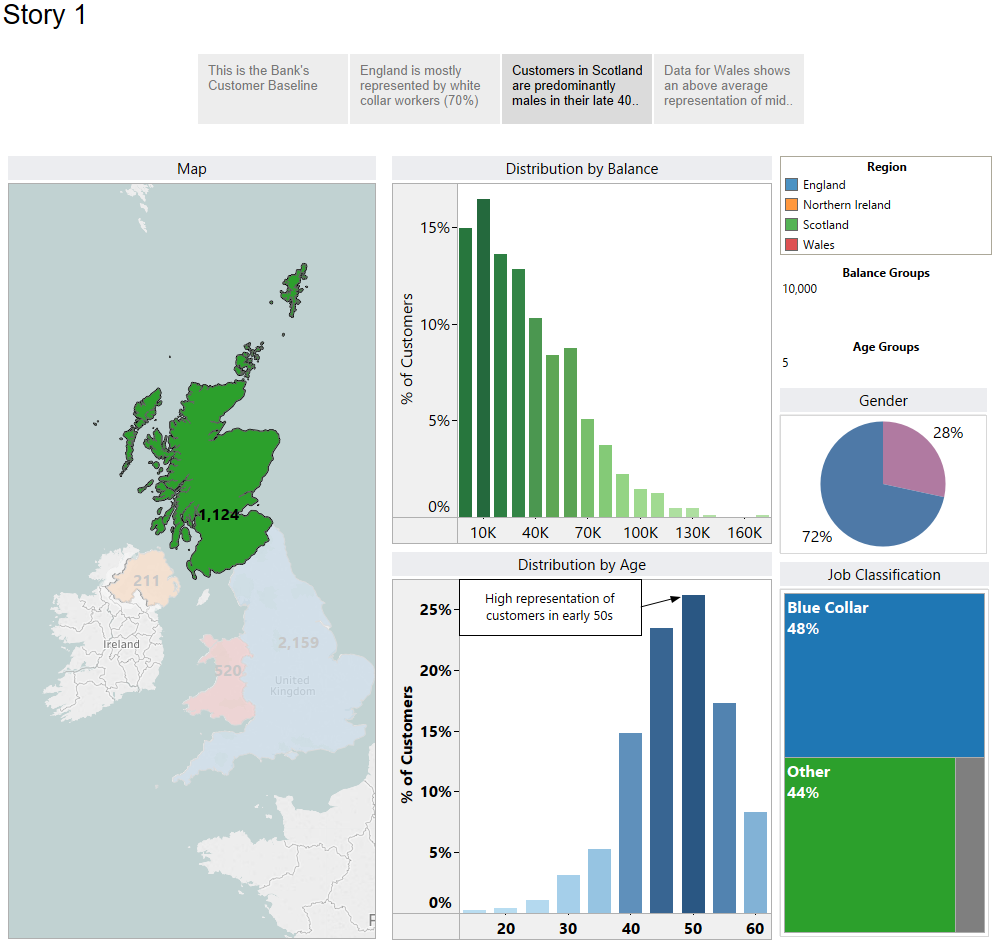 Story 1
This is the Bank's
Customer Baseline
England is mostly
represented by white
collar workers (70%)
Customers in Scotland
are predominantly
males in their late 40..
Data for Wales shows
an above average
representation of mid..
Map
1,124
211
Ireland
2,159
520
United
Kingdom
P
Distribution by Balance
% of Customers
15%
10%
5%
0%
10K
40K
70K
100K
130K
160K
Distribution by Age
High representation of
customers in early 50s
% of Customers
25%
20%
15%
10%
5%
0%
20
30
40
50
60
Region
England
Northern Ireland
Scotland
Wales
Balance Groups
10,000
Age Groups
5
Gender
28%
72%
Job Classification
Blue Collar
48%
Other
44%